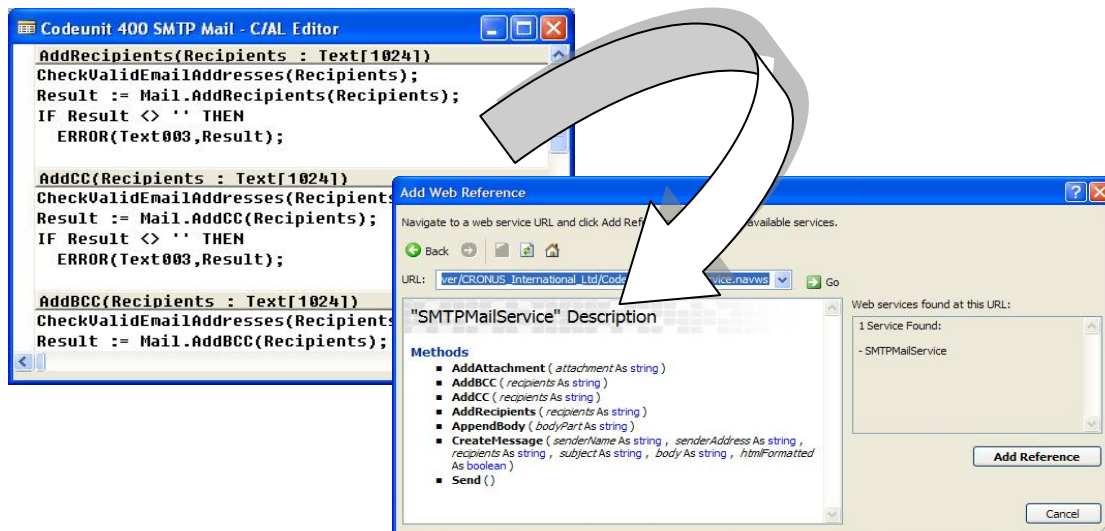 Codeunit 400 SMTP Mail - C/AL Editor
AddRecipients(Recipients : Text[1024])
CheckValidEmailAddresses(Recipients);
Result := Mail.AddRecipients(Recipients);
IF Result <> '' THEN
ERROR(Text003,Result);
AddCC(Recipients : Text[1024])
CheckValidEmailAddresses(Recipients
Result := Mail.AddCC(Recipients);
IF Result <> '' THEN
ERROR(Text003,Result);
AddBCC(Recipients : Text[1024])
CheckValidEmailAddresses(Recipients
Result := Mail.AddBCC(Recipients);
Add Web Reference
Navigate to a web service URL and click Add Ref available services.
Back
URL: ver/CRONUS_International_Ltd/Code vice.navws Go
"SMTPMailService" Description
Methods
AddAttachment ( attachment As string )
AddBCC ( recipients As string )
AddCC ( recipients As string )
AddRecipients ( recipients As string )
AppendBody ( bodyPart As string )
CreateMessage ( senderName As string , senderAddress As string ,
recipients As string , subject As string , body As string , htmlFormatted
As boolean )
Send ()
Web services found at this URL:
1 Service Found:
- SMTPMailService
Add Reference
Cancel